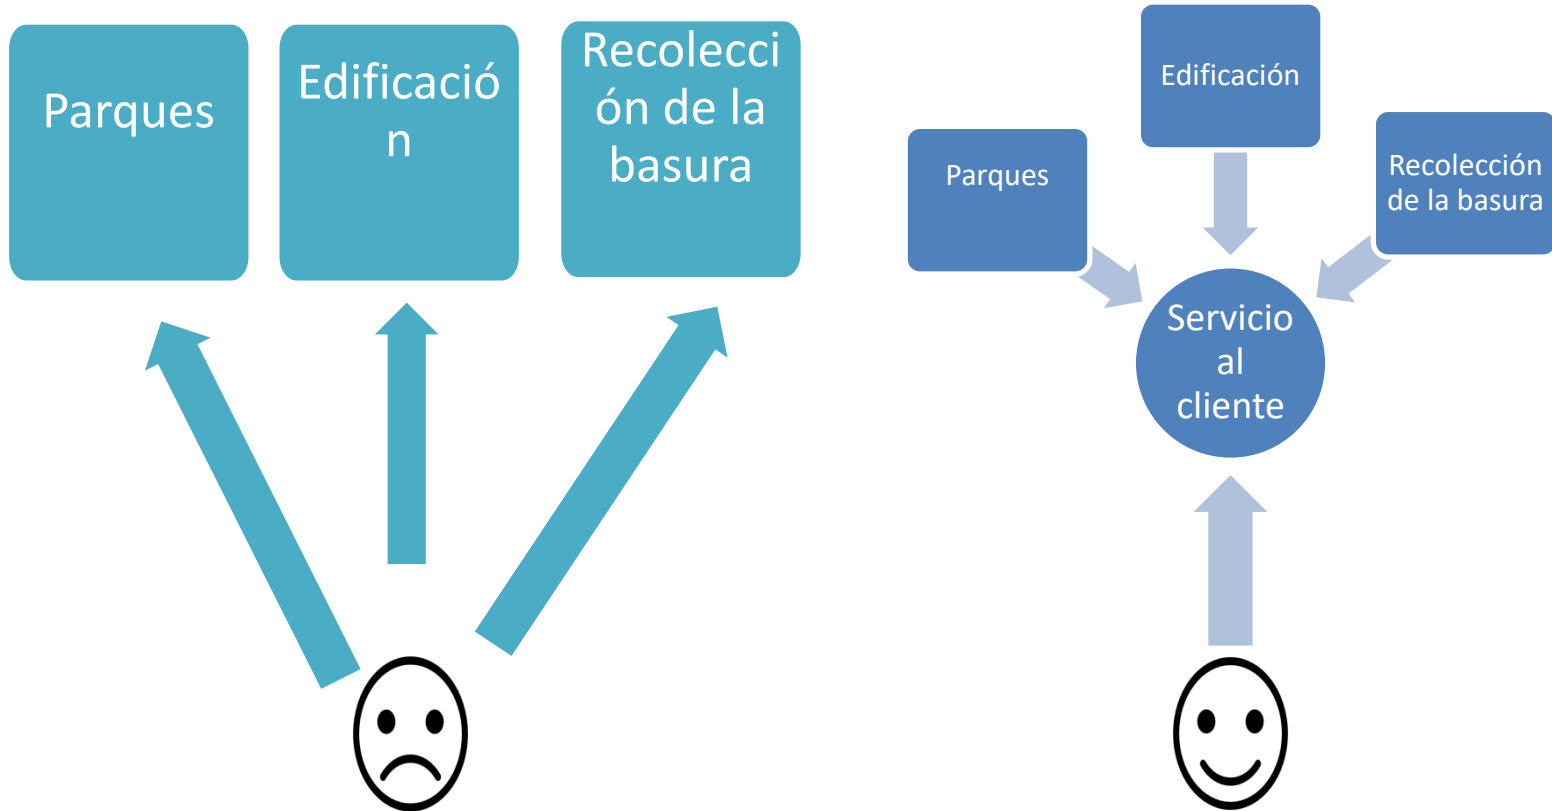 Parques
Edificació
n
Recolecci
ón de la
basura
Edificación
Parques
Recolección
de la basura
Servicio
al
cliente